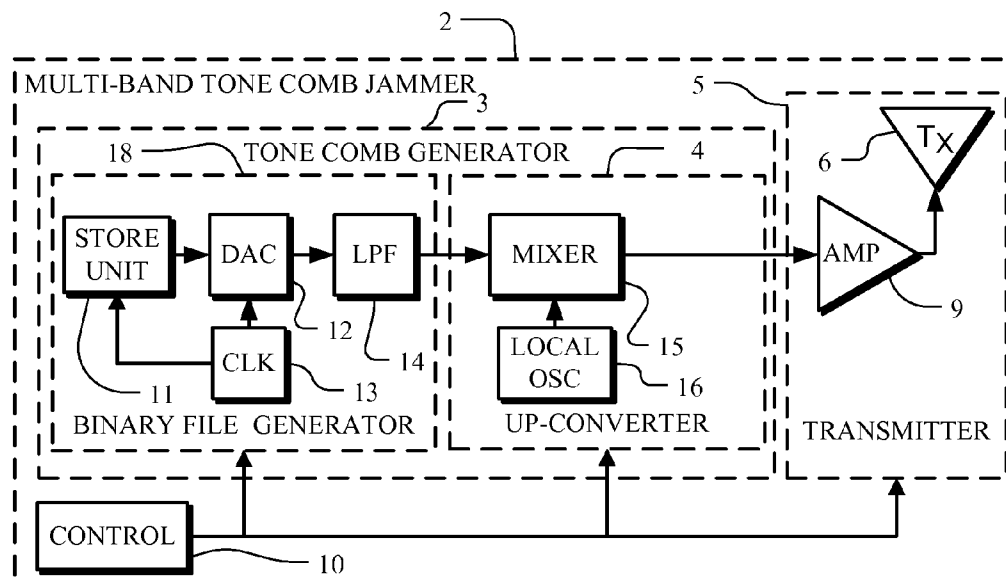 2
MULTI-BAND TONE COMB JAMMER
3
5
18
TONE COMB GENERATOR
4
6
TX
STORE
UNIT
DAC
LPF
MIXER
AMP
12
14
15
9
CLK
LOCAL
OSC
11
13
16
BINARY FILE GENERATOR
UP-CONVERTER
TRANSMITTER
CONTROL
10